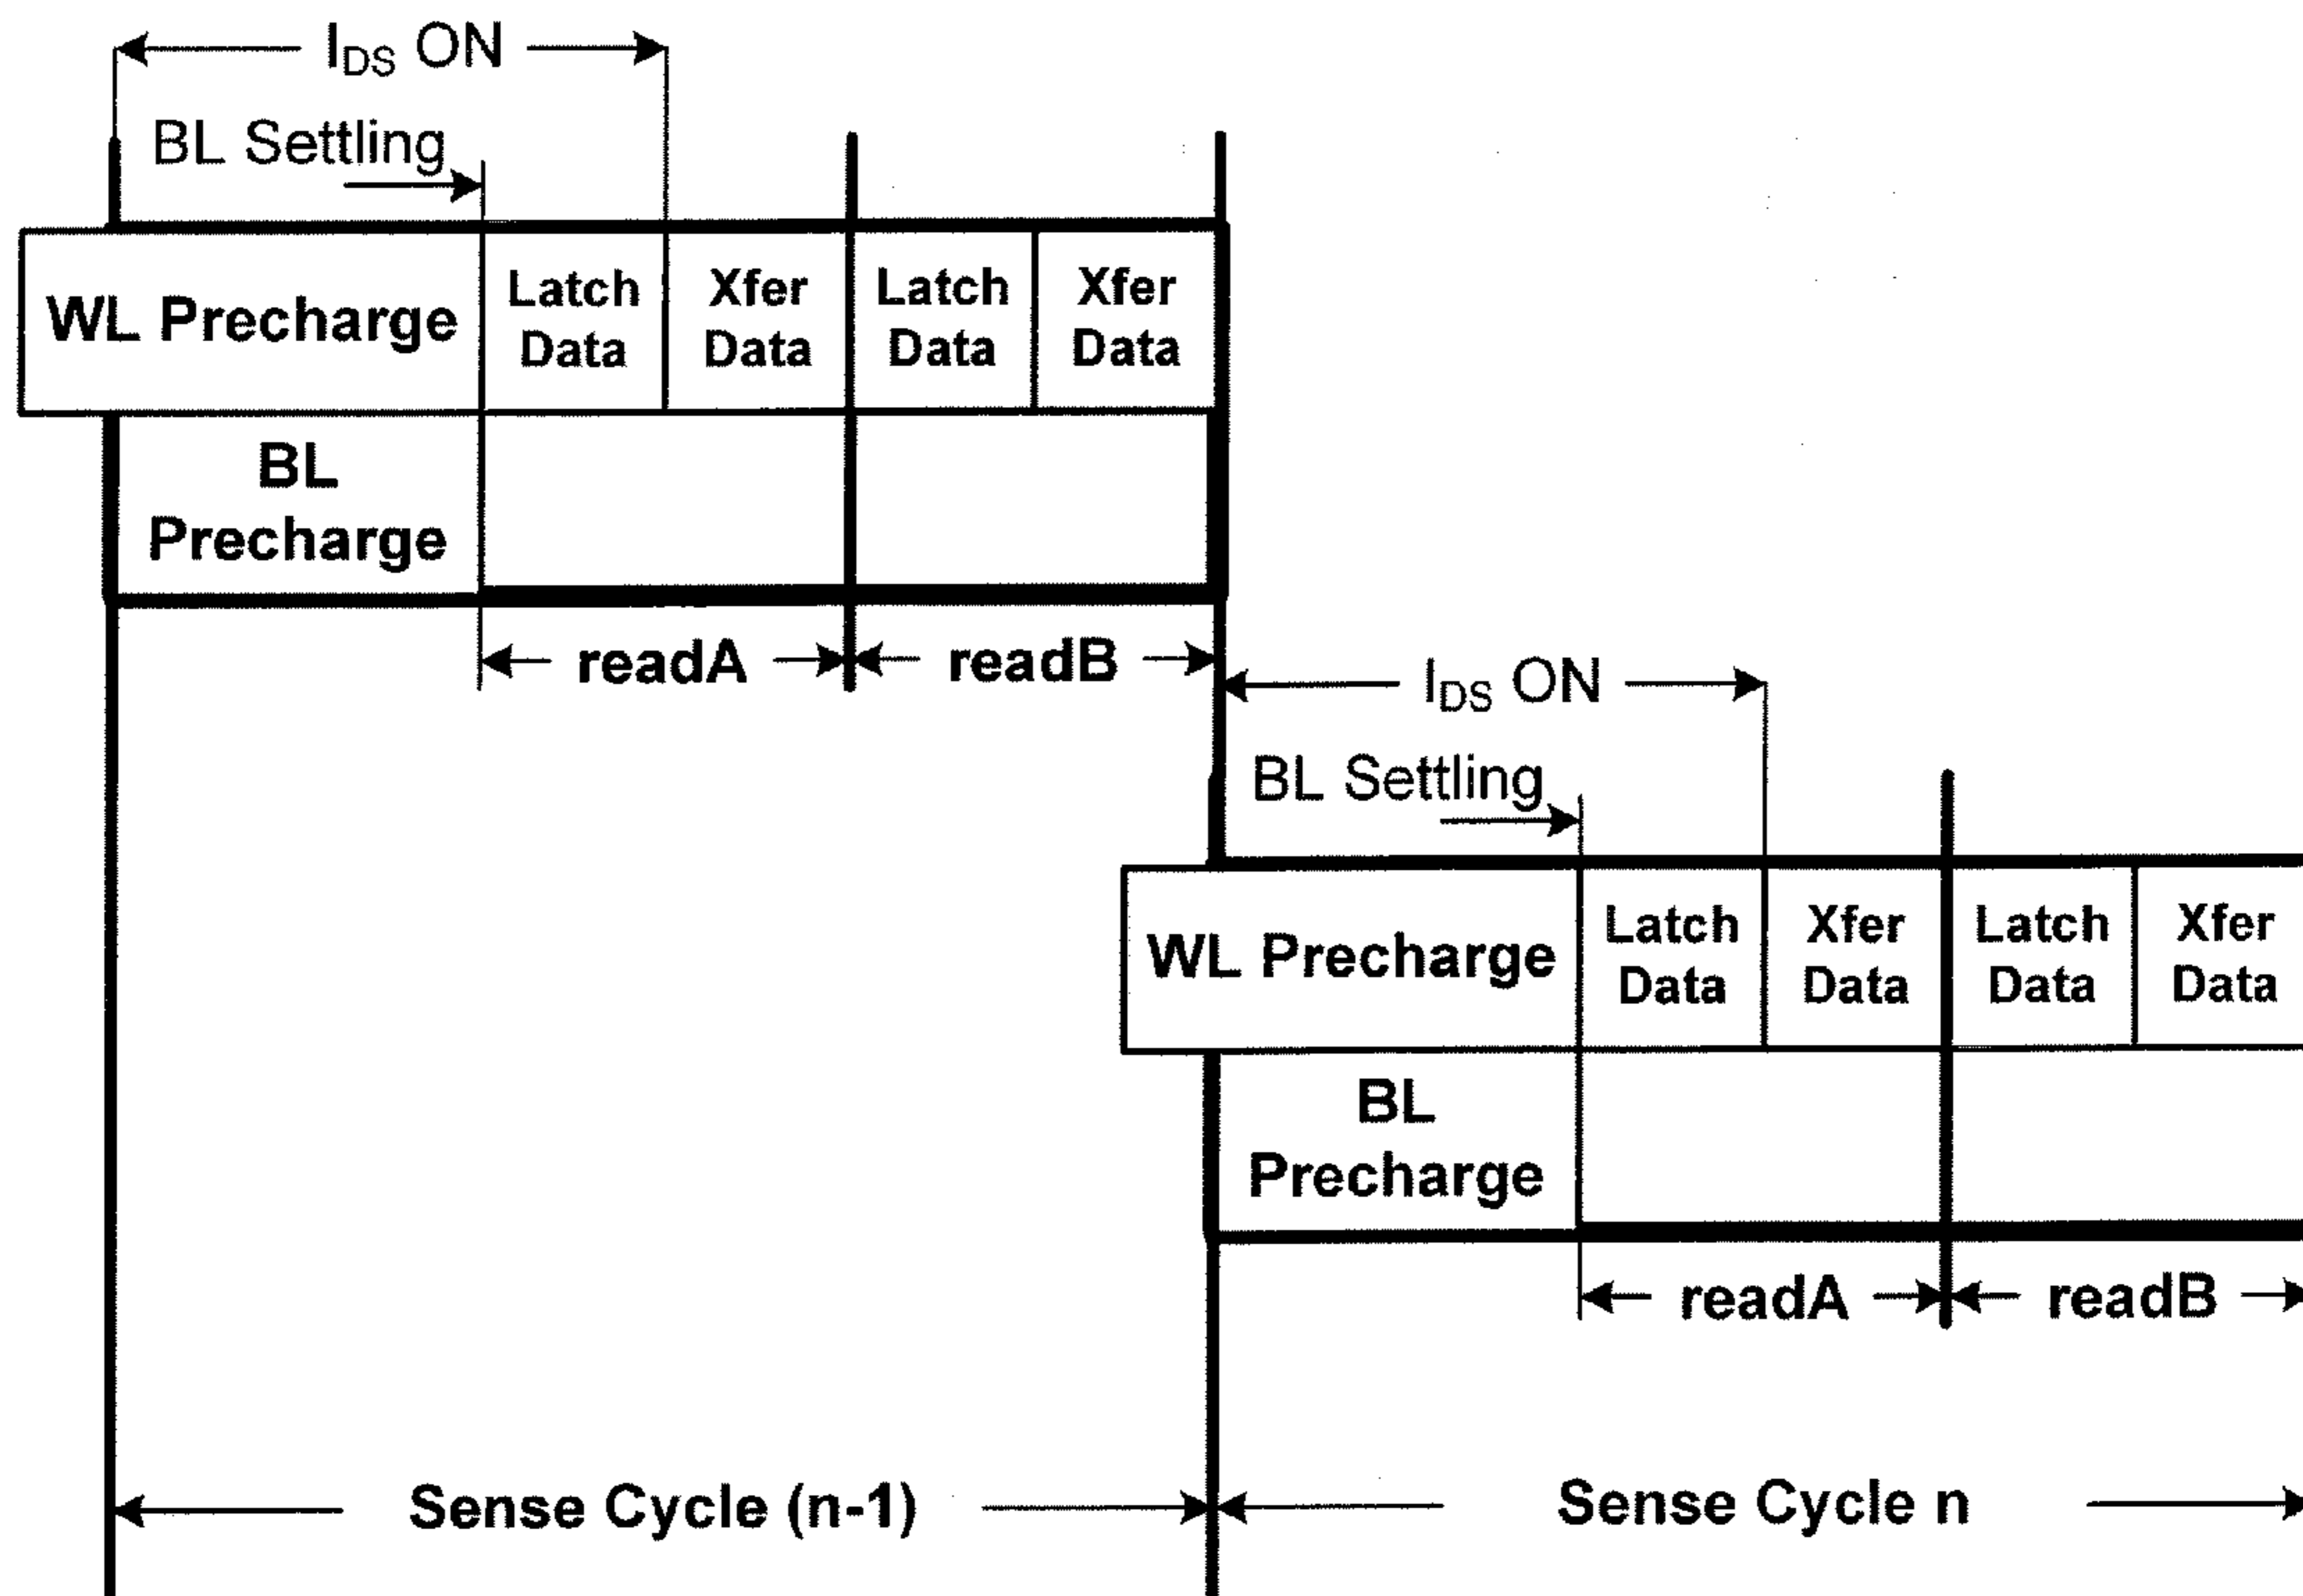 I_DS ON
BL Settling
WL Precharge
Latch
Data
Xfer
Data
Latch
Data
Xfer
Data
BL
Precharge
readA
readB
I_DS ON
BL Settling
WL Precharge
Latch
Data
Xfer
Data
Latch
Data
Xfer
Data
BL
Precharge
readA
readB
Sense Cycle (n-1)
Sense Cycle n